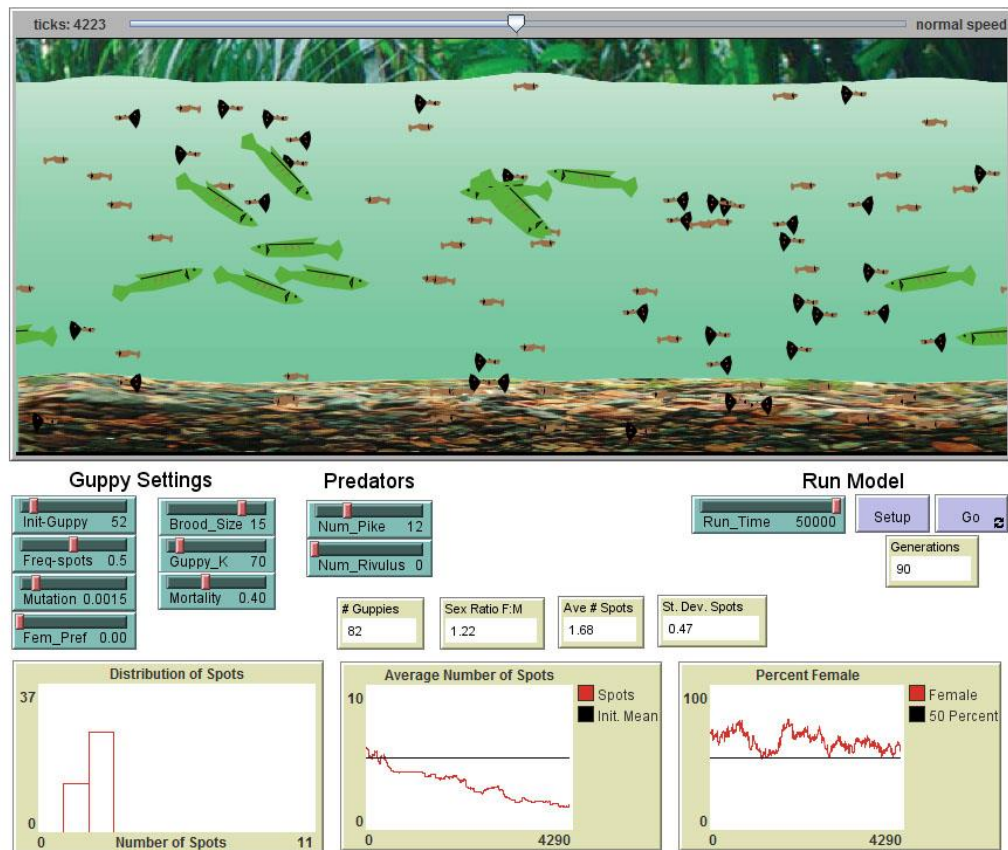 ticks: 4223 normal speed
Guppy Settings Predators Run Model
Init-Guppy 52 Brood_Size 15 Num_Pike 12 Run_Time 50000 Setup Go
Freq-spots 0.5 Guppy_K 70 Num_Rivulus 0 Generations
90
Mutation 0.0015 Mortality 0.40
Fem_Pref 0.00
# Guppies Sex Ratio F:M Ave # Spots St. Dev. Spots
82 1.22 1.68 0.47
Distribution of Spots
37
0
0 Number of Spots 11
Average Number of Spots
10
Spots
Init. Mean
0
0 4290
Percent Female
100
Female
50 Percent
0
0 4290